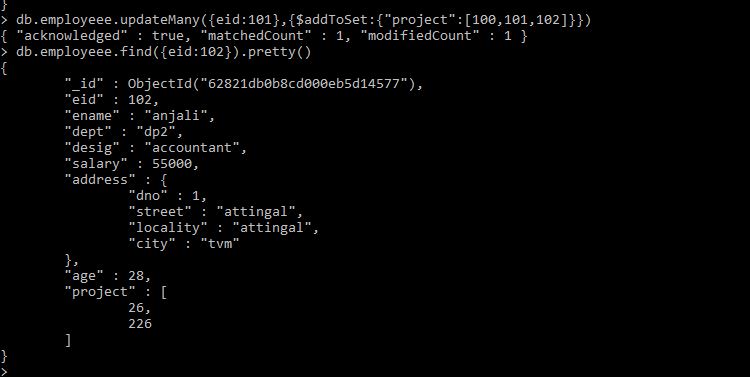 }
> db.employeee.updateMany({eid:101},{$addToSet:{"project":[100,101,102]}})
{ "acknowledged" : true, "matchedCount" : 1, "modifiedCount" : 1 }
> db.employeee.find({eid:102}).pretty()
{
        "_id" : ObjectId("62821db0b8cd000eb5d14577"),
        "eid" : 102,
        "ename" : "anjali",
        "dept" : "dp2",
        "desig" : "accountant",
        "salary" : 55000,
        "address" : {
                "dno" : 1,
                "street" : "attingal",
                "locality" : "attingal",
                "city" : "tvm"
        },
        "age" : 28,
        "project" : [
                26,
                226
        ]
}
>